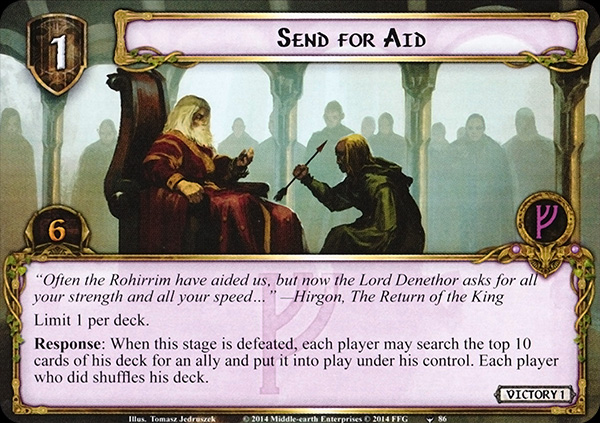 1
SEND FOR AID
6
“Often the Rohirrim have aided us, but now the Lord Denethor asks for all
your strength and all your speed...” —Hirgon, The Return of the King
Limit 1 per deck.
Response: When this stage is defeated, each player may search the top 10
cards of his deck for an ally and put it into play under his control. Each player
who did shuffles his deck.
VICTORY 1
Illus. Tomasz Jedruszek © 2014 Middle-earth Enterprises © 2014 FFG 86